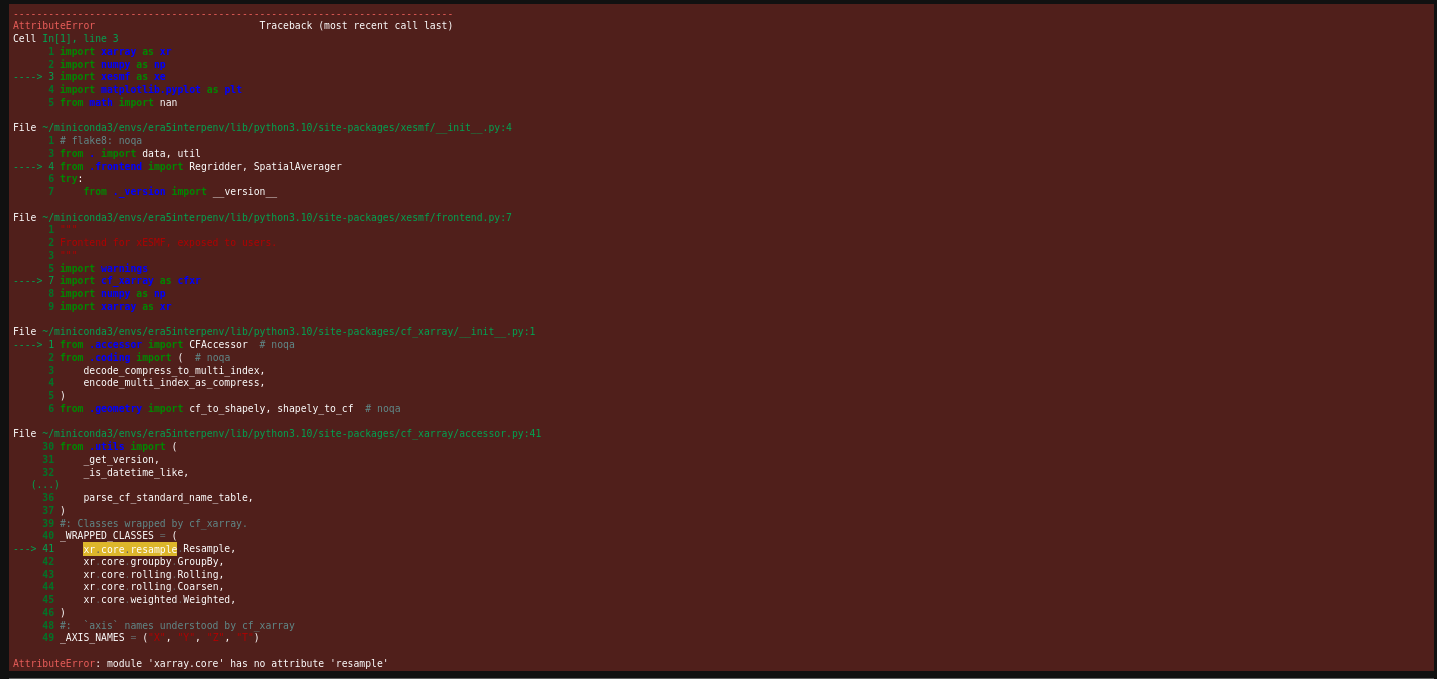 ---------------------------------------------------------------------------
AttributeError                            Traceback (most recent call last)
Cell In[1], line 3
      1 import xarray as xr
      2 import numpy as np
----> 3 import xesmf as xe
      4 import matplotlib.pyplot as plt
      5 from math import nan
File ~/miniconda3/envs/era5interpenv/lib/python3.10/site-packages/xesmf/__init__.py:4
      1 # flake8: noqa
      3 from . import data, util
----> 4 from .frontend import Regridder, SpatialAverager
      6 try:
      7     from ._version import __version__
File ~/miniconda3/envs/era5interpenv/lib/python3.10/site-packages/xesmf/frontend.py:7
      1 """
      2 Frontend for xESMF, exposed to users.
      3 """
      5 import warnings
----> 7 import cf_xarray as cfxr
      8 import numpy as np
      9 import xarray as xr
File ~/miniconda3/envs/era5interpenv/lib/python3.10/site-packages/cf_xarray/__init__.py:1
----> 1 from .accessor import CFAccessor  # noqa
      2 from .coding import (  # noqa
      3     decode_compress_to_multi_index,
      4     encode_multi_index_as_compress,
      5 )
      6 from .geometry import cf_to_shapely, shapely_to_cf  # noqa
File ~/miniconda3/envs/era5interpenv/lib/python3.10/site-packages/cf_xarray/accessor.py:41
     30 from .utils import (
     31     _get_version,
     32     _is_datetime_like,
   (...)
     36     parse_cf_standard_name_table,
     37 )
     39 #: Classes wrapped by cf_xarray.
     40 _WRAPPED_CLASSES = (
---> 41     xr.core.resample.Resample,
     42     xr.core.groupby.GroupBy,
     43     xr.core.rolling.Rolling,
     44     xr.core.rolling.Coarsen,
     45     xr.core.weighted.Weighted,
     46 )
     48 #:  `axis` names understood by cf_xarray
     49 _AXIS_NAMES = ("X", "Y", "Z", "T")
AttributeError: module 'xarray.core' has no attribute 'resample'